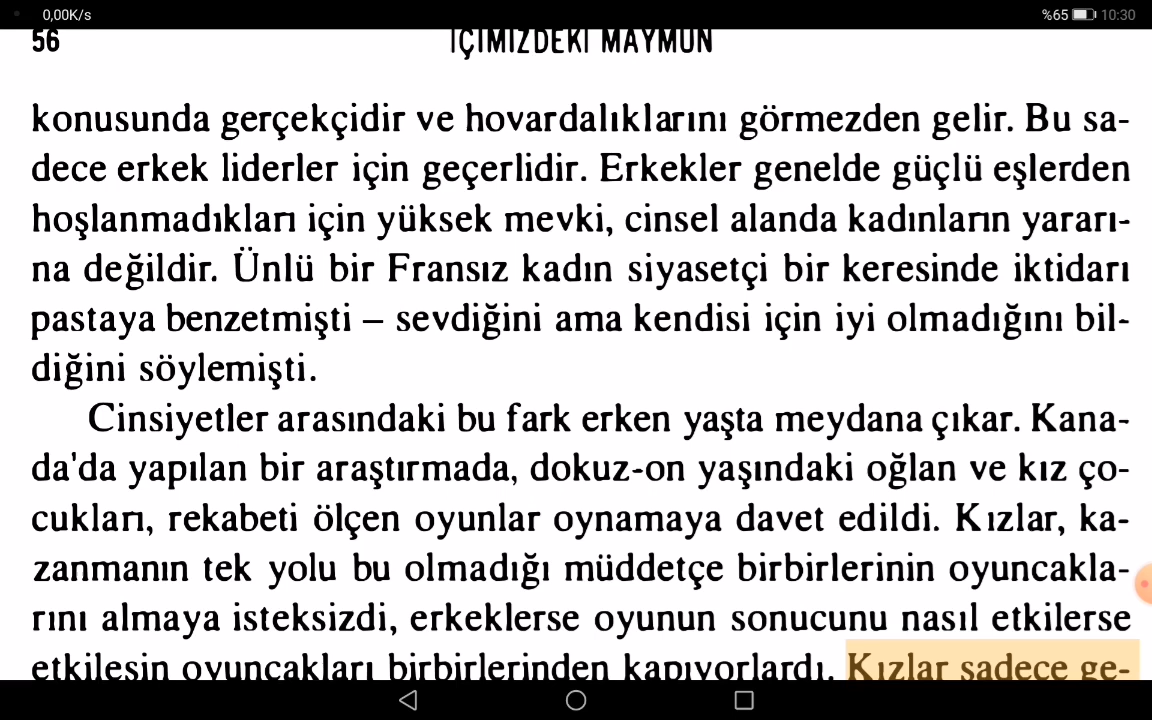 0,00K/s %65 10:30
56 İÇİMİZDEKİ MAYMUN
konusunda gerçekçidir ve hovardalıklarını görmezden gelir. Bu sa-
dece erkek liderler için geçerlidir. Erkekler genelde güçlü eşlerden
hoşlanmadıkları için yüksek mevki, cinsel alanda kadınların yararı-
na değildir. Ünlü bir Fransız kadın siyasetçi bir keresinde iktidarı
pastaya benzetmişti – sevdiğini ama kendisi için iyi olmadığını bil-
diğini söylemişti.
Cinsiyetler arasındaki bu fark erken yaşta meydana çıkar. Kana-
da'da yapılan bir araştırmada, dokuz-on yaşındaki oğlan ve kız ço-
cukları, rekabeti ölçen oyunlar oynamaya davet edildi. Kızlar, ka-
zanmanın tek yolu bu olmadığı müddetçe birbirlerinin oyuncakla-
rını almaya isteksizdi, erkeklerse oyunun sonucunu nasıl etkilerse
etkilesin oyuncakları birbirlerinden kapıyorlardı. Kızlar sadece ge-